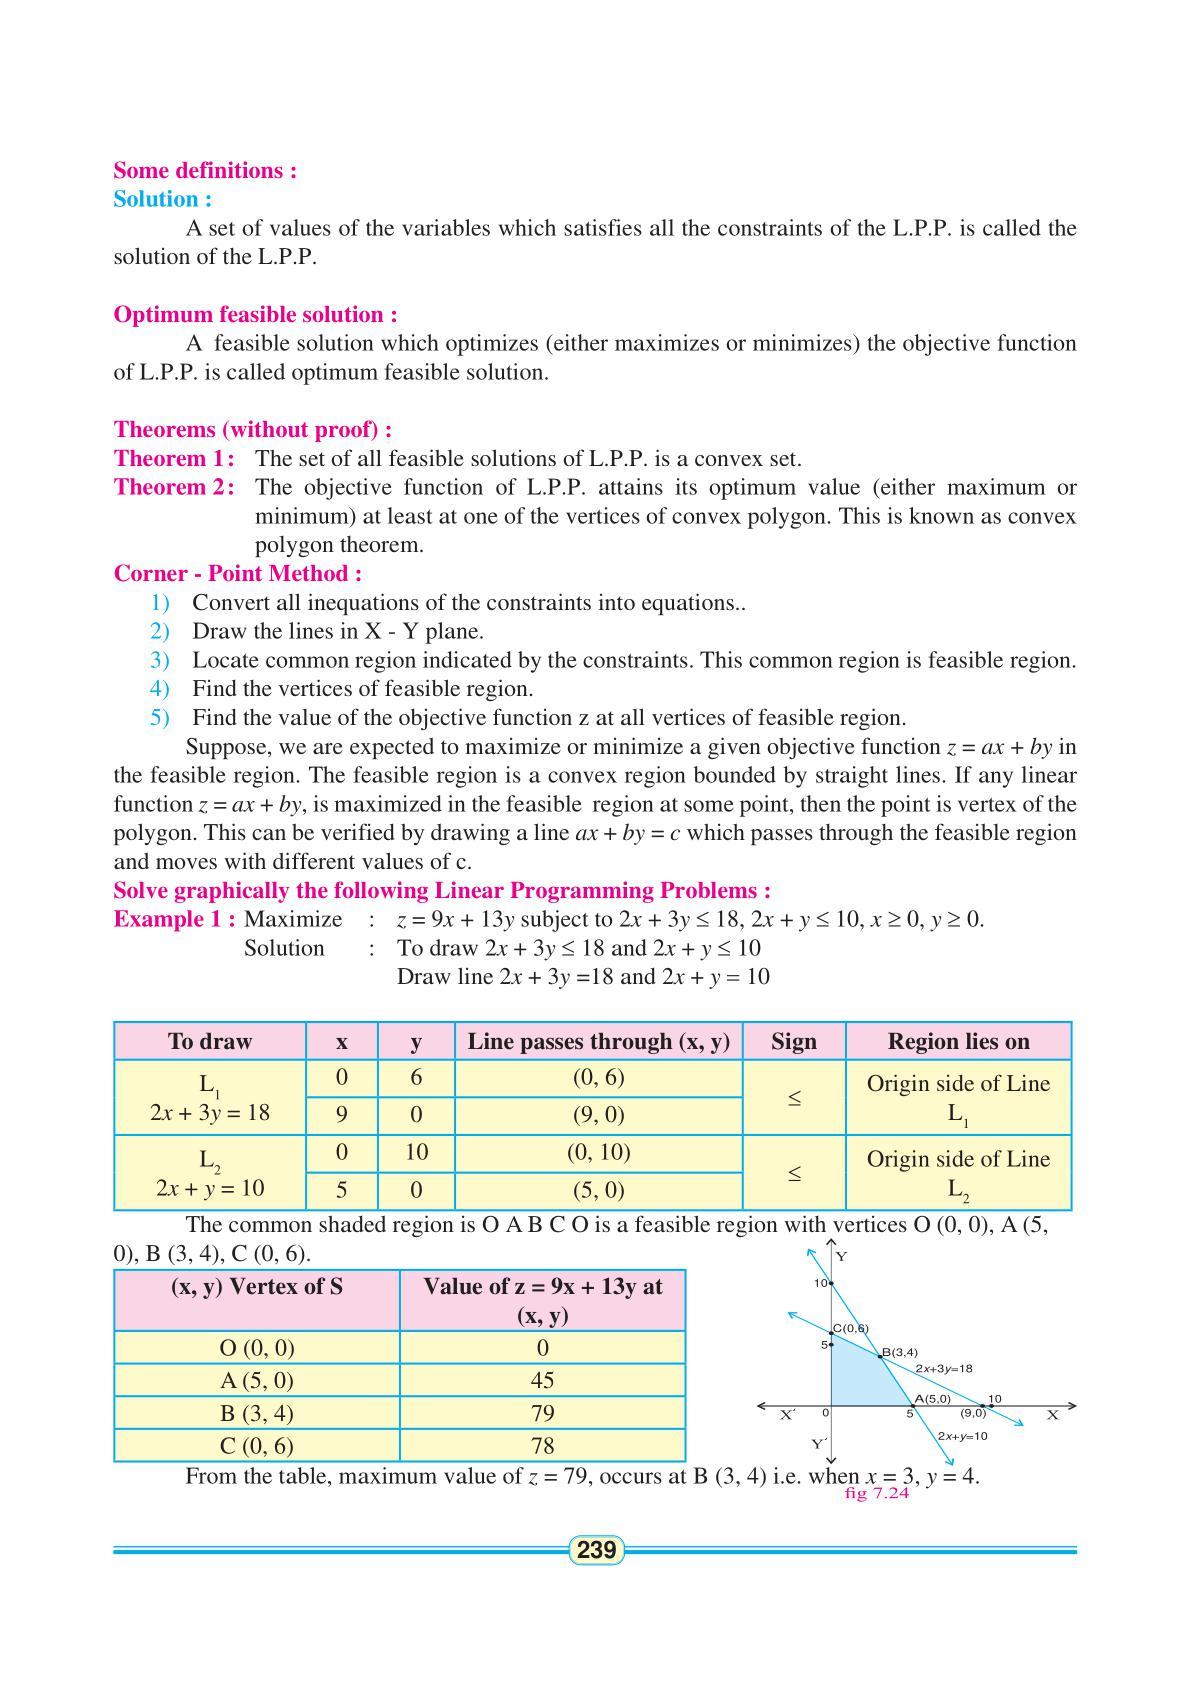 Some definitions :
Solution :
A set of values of the variables which satisfies all the constraints of the L.P.P. is called the
solution of the L.P.P.
Optimum feasible solution :
A feasible solution which optimizes (either maximizes or minimizes) the objective function
of L.P.P. is called optimum feasible solution.
Theorems (without proof) :
Theorem 1: The set of all feasible solutions of L.P.P. is a convex set.
Theorem 2: The objective function of L.P.P. attains its optimum value (either maximum or
minimum) at least at one of the vertices of convex polygon. This is known as convex
polygon theorem.
Corner - Point Method :
1) Convert all inequations of the constraints into equations..
2) Draw the lines in X - Y plane.
3) Locate common region indicated by the constraints. This common region is feasible region.
4) Find the vertices of feasible region.
5) Find the value of the objective function z at all vertices of feasible region.
Suppose, we are expected to maximize or minimize a given objective function z = ax + by in
the feasible region. The feasible region is a convex region bounded by straight lines. If any linear
function z = ax + by, is maximized in the feasible region at some point, then the point is vertex of the
polygon. This can be verified by drawing a line ax + by = c which passes through the feasible region
and moves with different values of c.
Solve graphically the following Linear Programming Problems :
Example 1 : Maximize : z = 9x + 13y subject to 2x + 3y ≤ 18, 2x + y ≤ 10, x ≥ 0, y ≥ 0.
Solution : To draw 2x + 3y ≤ 18 and 2x + y ≤ 10
Draw line 2x + 3y =18 and 2x + y = 10
To draw x y Line passes through (x, y) Sign Region lies on
L₁
2x + 3y = 18
0 6 (0, 6)
9 0 (9, 0)
≤
Origin side of Line
L₁
L₂
2x + y = 10
0 10 (0, 10)
5 0 (5, 0)
≤
Origin side of Line
L₂
The common shaded region is O A B C O is a feasible region with vertices O (0, 0), A (5,
0), B (3, 4), C (0, 6).
(x, y) Vertex of S Value of z = 9x + 13y at
(x, y)
O (0, 0) 0
A (5, 0) 45
B (3, 4) 79
C (0, 6) 78
Y
10
C(0,6)
5
B(3,4)
2x+3y=18
A(5,0) 10
X′ 0 5 (9,0) X
2x+y=10
Y′
From the table, maximum value of z = 79, occurs at B (3, 4) i.e. when x = 3, y = 4.
fig 7.24
239